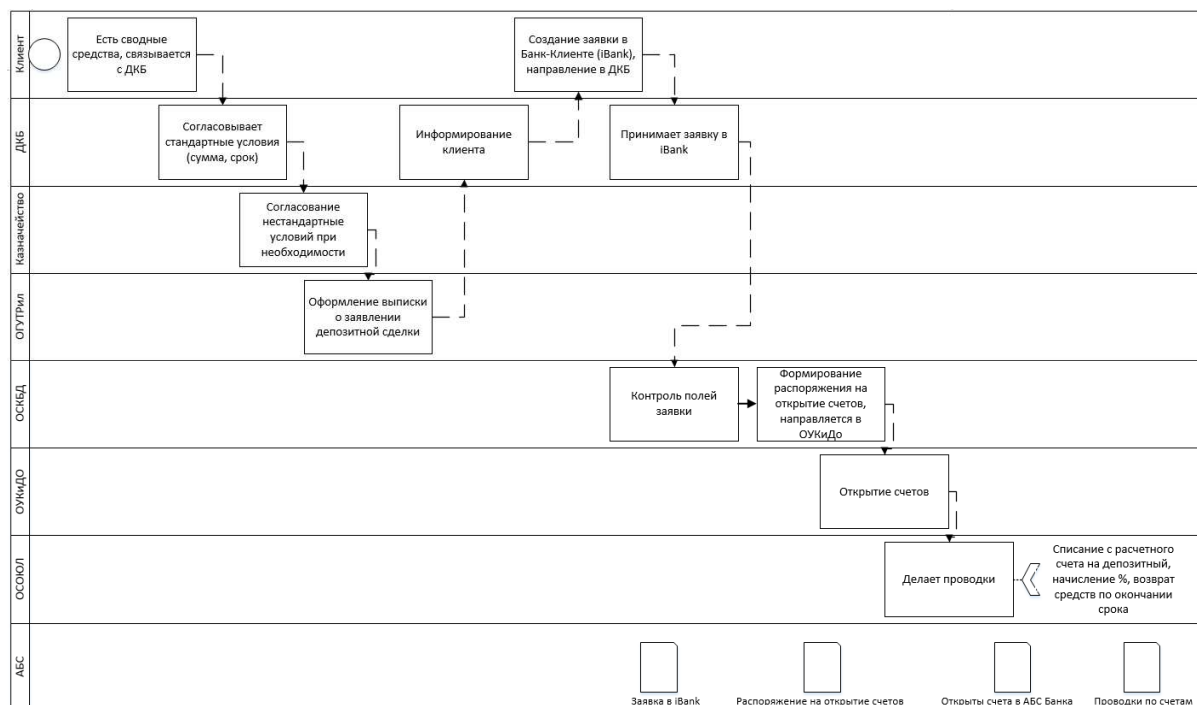 Клиент
Есть сводные
средства, связывается
с ДКБ
Создание заявки в
Банк-Клиенте (iBank),
направление в ДКБ
ДКБ
Согласовывает
стандартные условия
(сумма, срок)
Информирование
клиента
Принимает заявку в
iBank
Казначейство
Согласование
нестандартные
условий при
необходимости
ОГУТРиЛ
Оформление выписки
о заявлении
депозитной сделки
ОСКБД
Контроль полей
заявки
Формирование
распоряжения на
открытие счетов,
направляется в
ОУКиДо
ОУКиДО
Открытие счетов
ОСОЮЛ
Делает проводки
Списание с расчетного
счета на депозитный,
начисление %, возврат
средств по окончании
срока
АБС
Заявка в iBank
Распоряжение на открытие счетов
Открыты счета в АБС Банка
Проводки по счетам